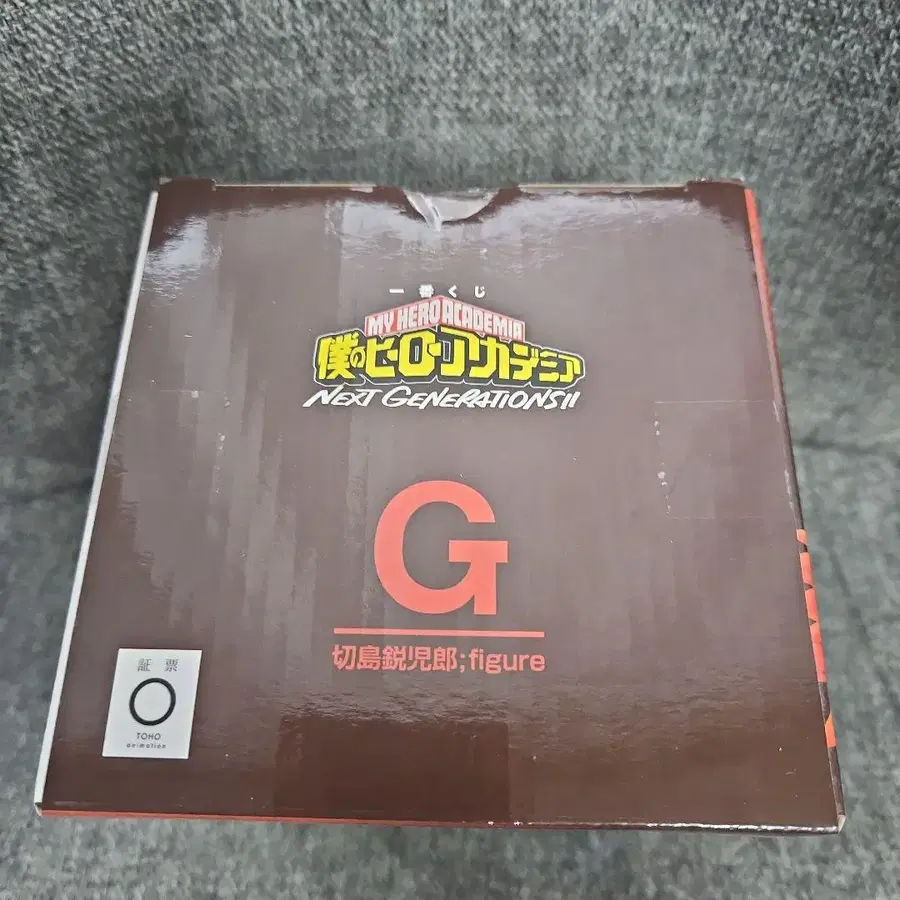 一番くじ
MY HERO ACADEMIA
僕のヒーローアカデミア
NEXT GENERATIONS!!
G
切島鋭児郎;figure
証票
TOHO
animation